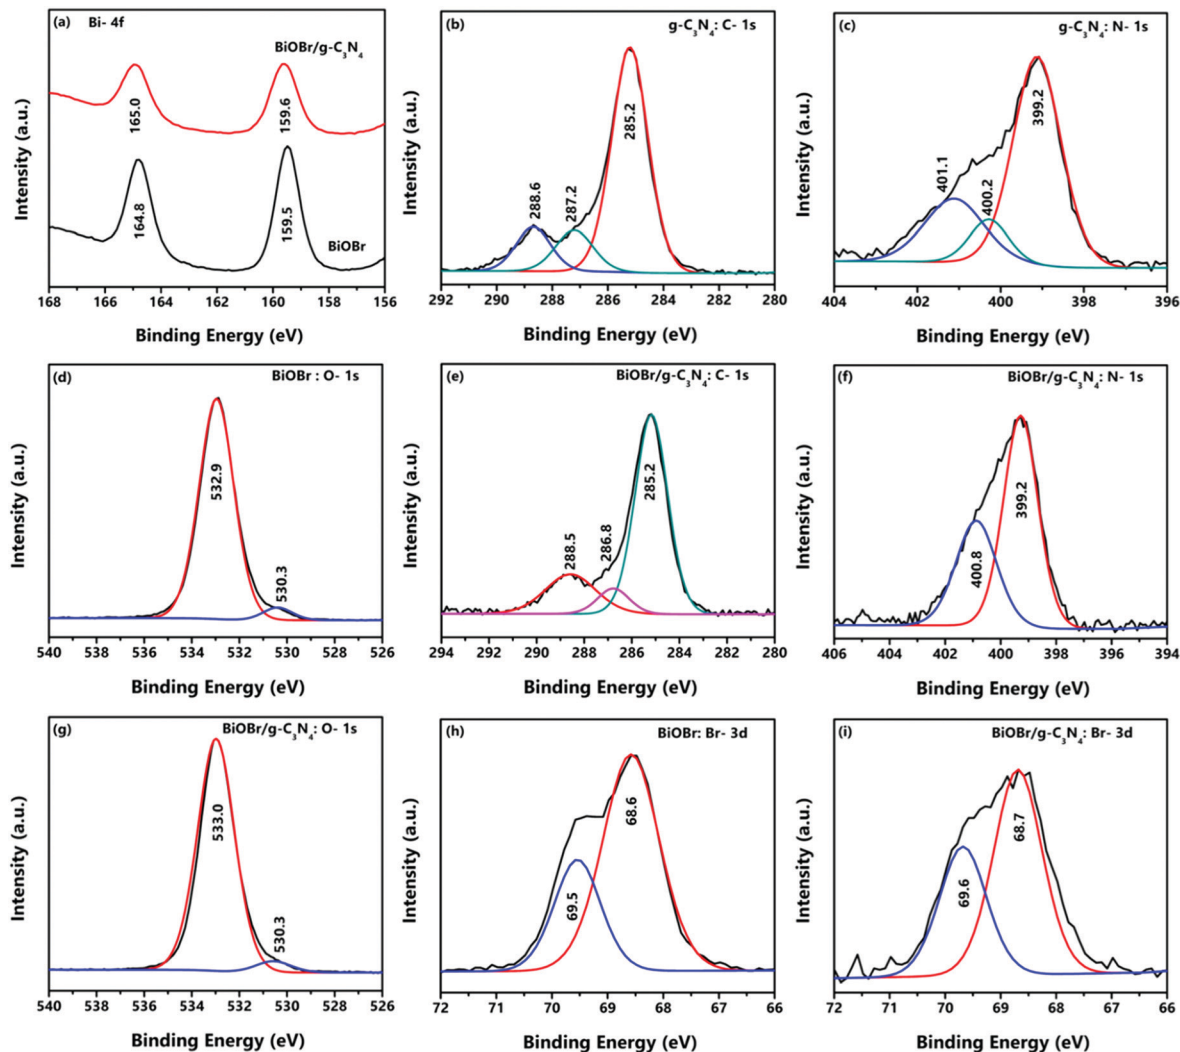 (a) Bi- 4f
BiOBr/g-C₃N₄
165.0
159.6
164.8
159.5
BiOBr
168 166 164 162 160 158 156
Binding Energy (eV)
Intensity (a.u.)
(b) g-C₃N₄: C- 1s
288.6
287.2
285.2
292 290 288 286 284 282 280
Binding Energy (eV)
Intensity (a.u.)
(c) g-C₃N₄: N- 1s
401.1
400.2
399.2
404 402 400 398 396
Binding Energy (eV)
Intensity (a.u.)
(d) BiOBr : O- 1s
532.9
530.3
540 538 536 534 532 530 528 526
Binding Energy (eV)
Intensity (a.u.)
(e) BiOBr/g-C₃N₄: C- 1s
288.5
286.8
285.2
294 292 290 288 286 284 282 280
Binding Energy (eV)
Intensity (a.u.)
(f) BiOBr/g-C₃N₄: N- 1s
400.8
399.2
406 404 402 400 398 396 394
Binding Energy (eV)
Intensity (a.u.)
(g) BiOBr/g-C₃N₄: O- 1s
533.0
530.3
540 538 536 534 532 530 528 526
Binding Energy (eV)
Intensity (a.u.)
(h) BiOBr: Br- 3d
69.5
68.6
72 71 70 69 68 67 66
Binding Energy (eV)
Intensity (a.u.)
(i) BiOBr/g-C₃N₄: Br- 3d
69.6
68.7
72 71 70 69 68 67 66
Binding Energy (eV)
Intensity (a.u.)